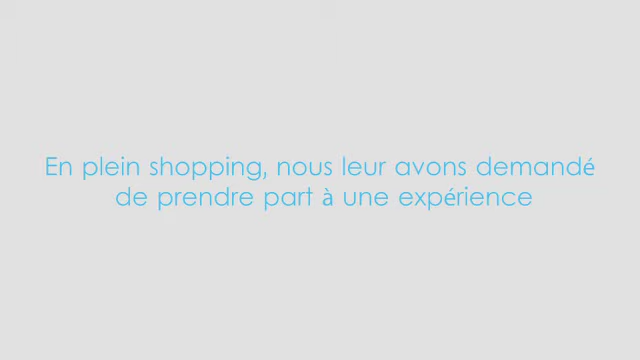 En plein shopping, nous leur avons demandé
de prendre part à une expérience